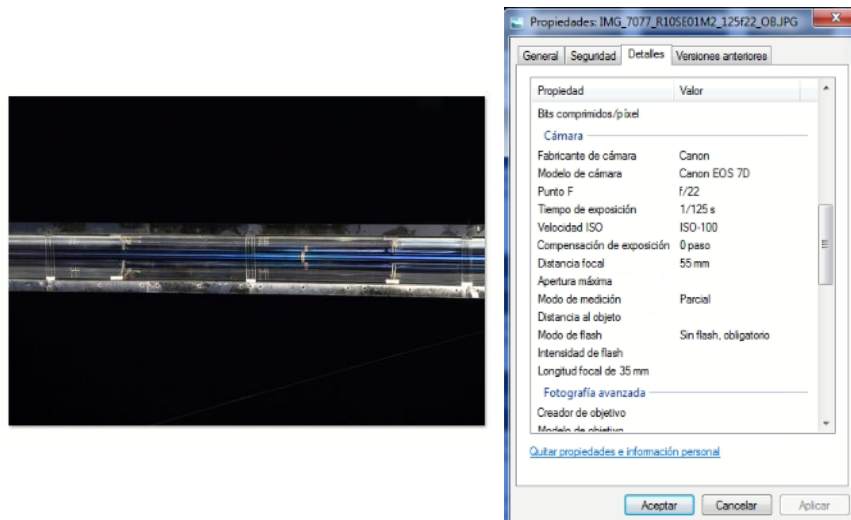 Propiedades: IMG_7077_R10SE01M2_125f22_OB.JPG
General Seguridad Detalles Versiones anteriores
Propiedad Valor
Bits comprimidos/píxel
Cámara
Fabricante de cámara Canon
Modelo de cámara Canon EOS 7D
Punto F f/22
Tiempo de exposición 1/125 s
Velocidad ISO ISO-100
Compensación de exposición 0 paso
Distancia focal 55 mm
Apertura máxima
Modo de medición Parcial
Distancia al objeto
Modo de flash Sin flash, obligatorio
Intensidad de flash
Longitud focal de 35 mm
Fotografía avanzada
Creador de objetivo
Modelo de objetivo
Quitar propiedades e información personal
Aceptar Cancelar Aplicar